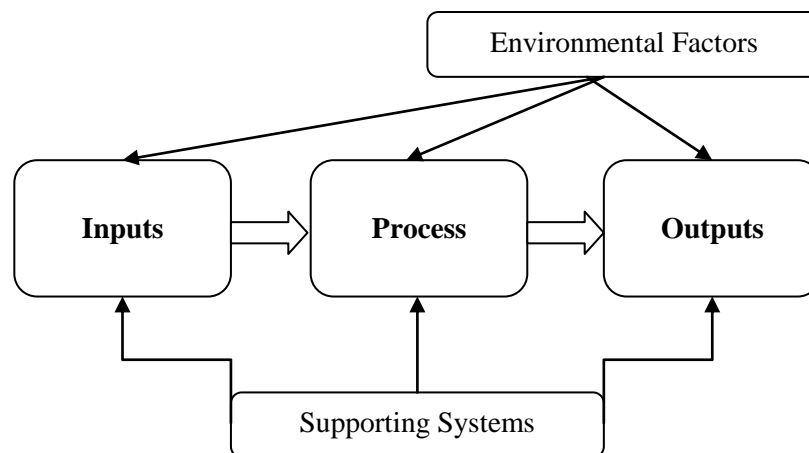 Environmental Factors
Inputs
Process
Outputs
Supporting Systems